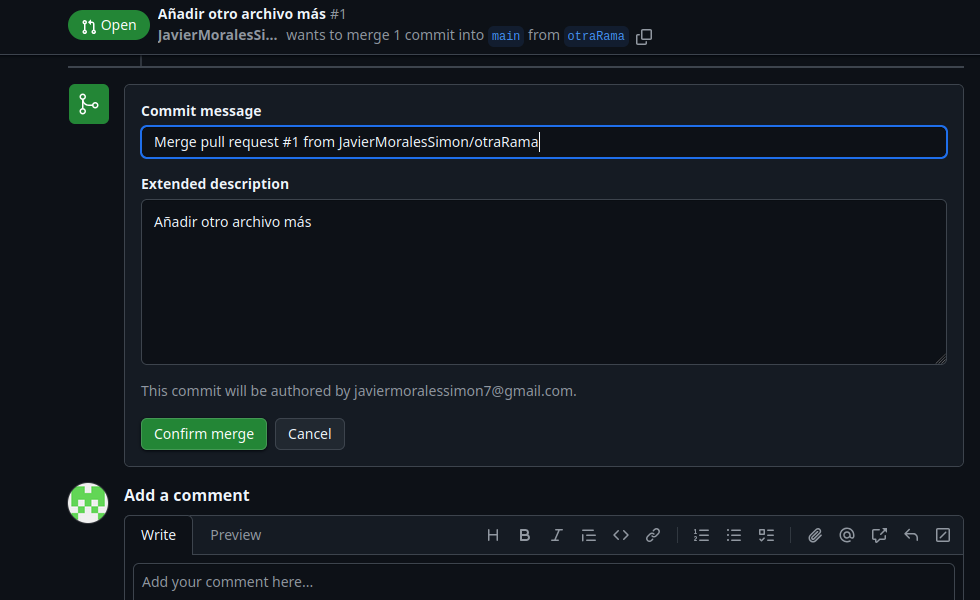 Open
Añadir otro archivo más #1
JavierMoralesSi... wants to merge 1 commit into main from otraRama
Commit message
Merge pull request #1 from JavierMoralesSimon/otraRama
Extended description
Añadir otro archivo más
This commit will be authored by javiermoralessimon7@gmail.com.
Confirm merge Cancel
Add a comment
Write Preview
Add your comment here...